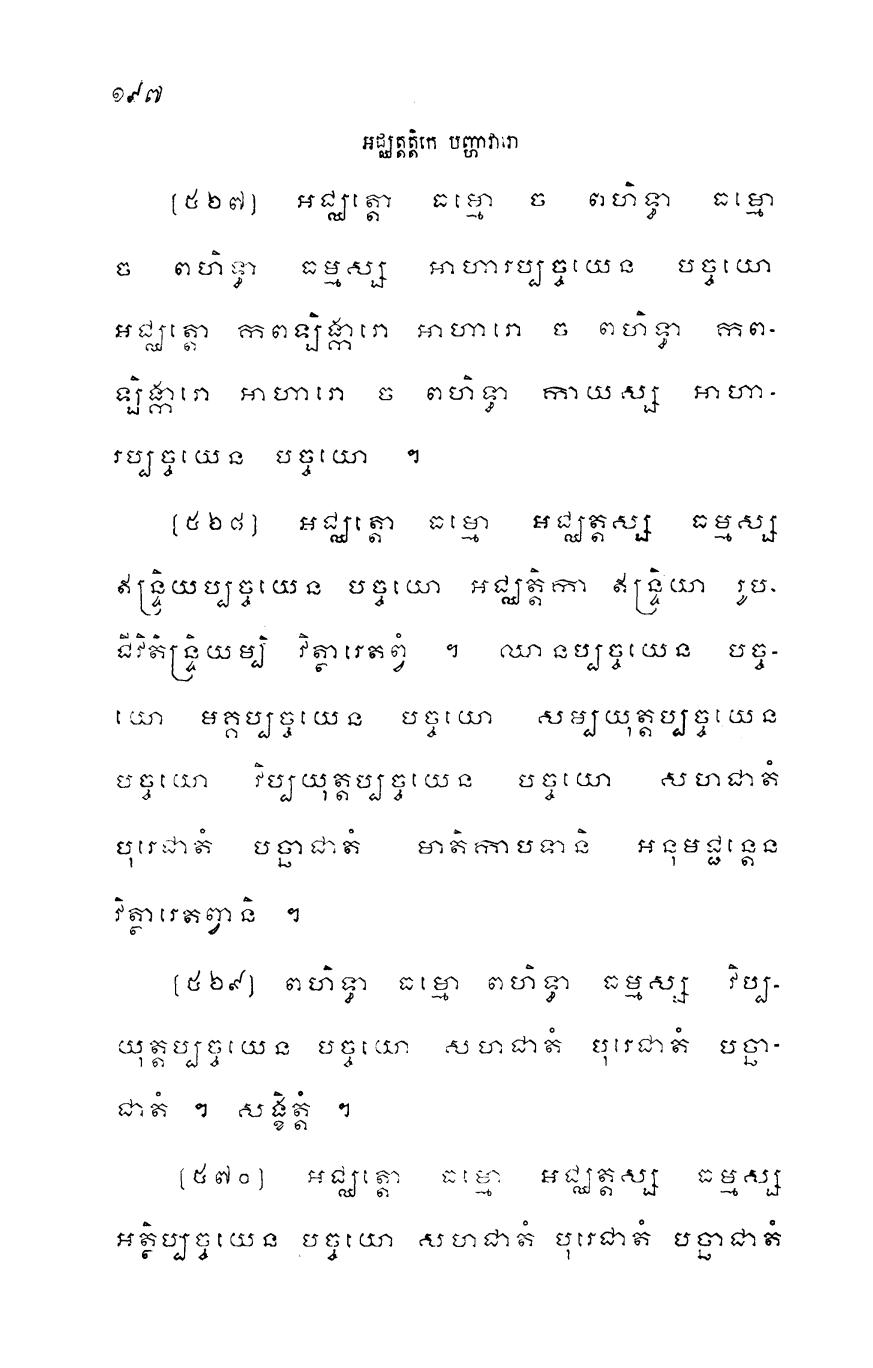 ១៩៧
អជ្ឈត្តត្តិកេ បញ្ហាវារោ
[៥២៧] អជ្ឈត្តោ ធម្មោ ច ពហិទ្ធា ធម្មោ
ច ពហិទ្ធា ធម្មស្ស អាហារប្បច្ចយេន បច្ចយោ
អជ្ឈត្តោ កពឡិង្ការោ អាហារោ ច ពហិទ្ធា កព-
ឡិង្ការោ អាហារោ ច ពហិទ្ធា កាយស្ស អាហា-
រប្បច្ចយេន បច្ចយោ ។
[៥២៨] អជ្ឈត្តោ ធម្មោ អជ្ឈត្តស្ស ធម្មស្ស
ឥន្ទ្រិយប្បច្ចយេន បច្ចយោ អជ្ឈត្តិកា ឥន្ទ្រិយា រូប-
ជីវិតិន្ទ្រិយម្បិ វិត្ថារេតព្វំ ។ ឈានប្បច្ចយេន បច្ច-
យោ មគ្គប្បច្ចយេន បច្ចយោ សម្បយុត្តប្បច្ចយេន
បច្ចយោ វិប្បយុត្តប្បច្ចយេន បច្ចយោ សហជាតំ
បុរេជាតំ បច្ឆាជាតំ មាតិកាបទានិ អនុមជ្ជន្តេន
វិត្ថារេតព្វានិ ។
[៥២៩] ពហិទ្ធា ធម្មោ ពហិទ្ធា ធម្មស្ស វិប្ប-
យុត្តប្បច្ចយេន បច្ចយោ សហជាតំ បុរេជាតំ បច្ឆា-
ជាតំ ។ សង្ខិត្តំ ។
[៥៧០] អជ្ឈត្តោ ធម្មោ អជ្ឈត្តស្ស ធម្មស្ស
អត្ថិប្បច្ចយេន បច្ចយោ សហជាតំ បុរេជាតំ បច្ឆាជាតំ